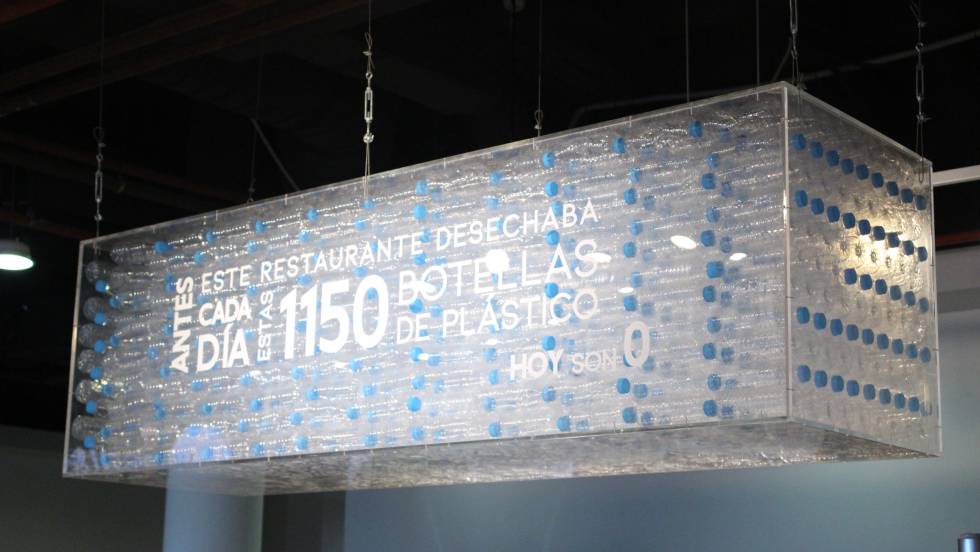 ANTES
ESTE RESTAURANTE DESECHABA
CADA
DÍA
ESTAS
1150
BOTELLAS
DE PLÁSTICO
HOY SON 0